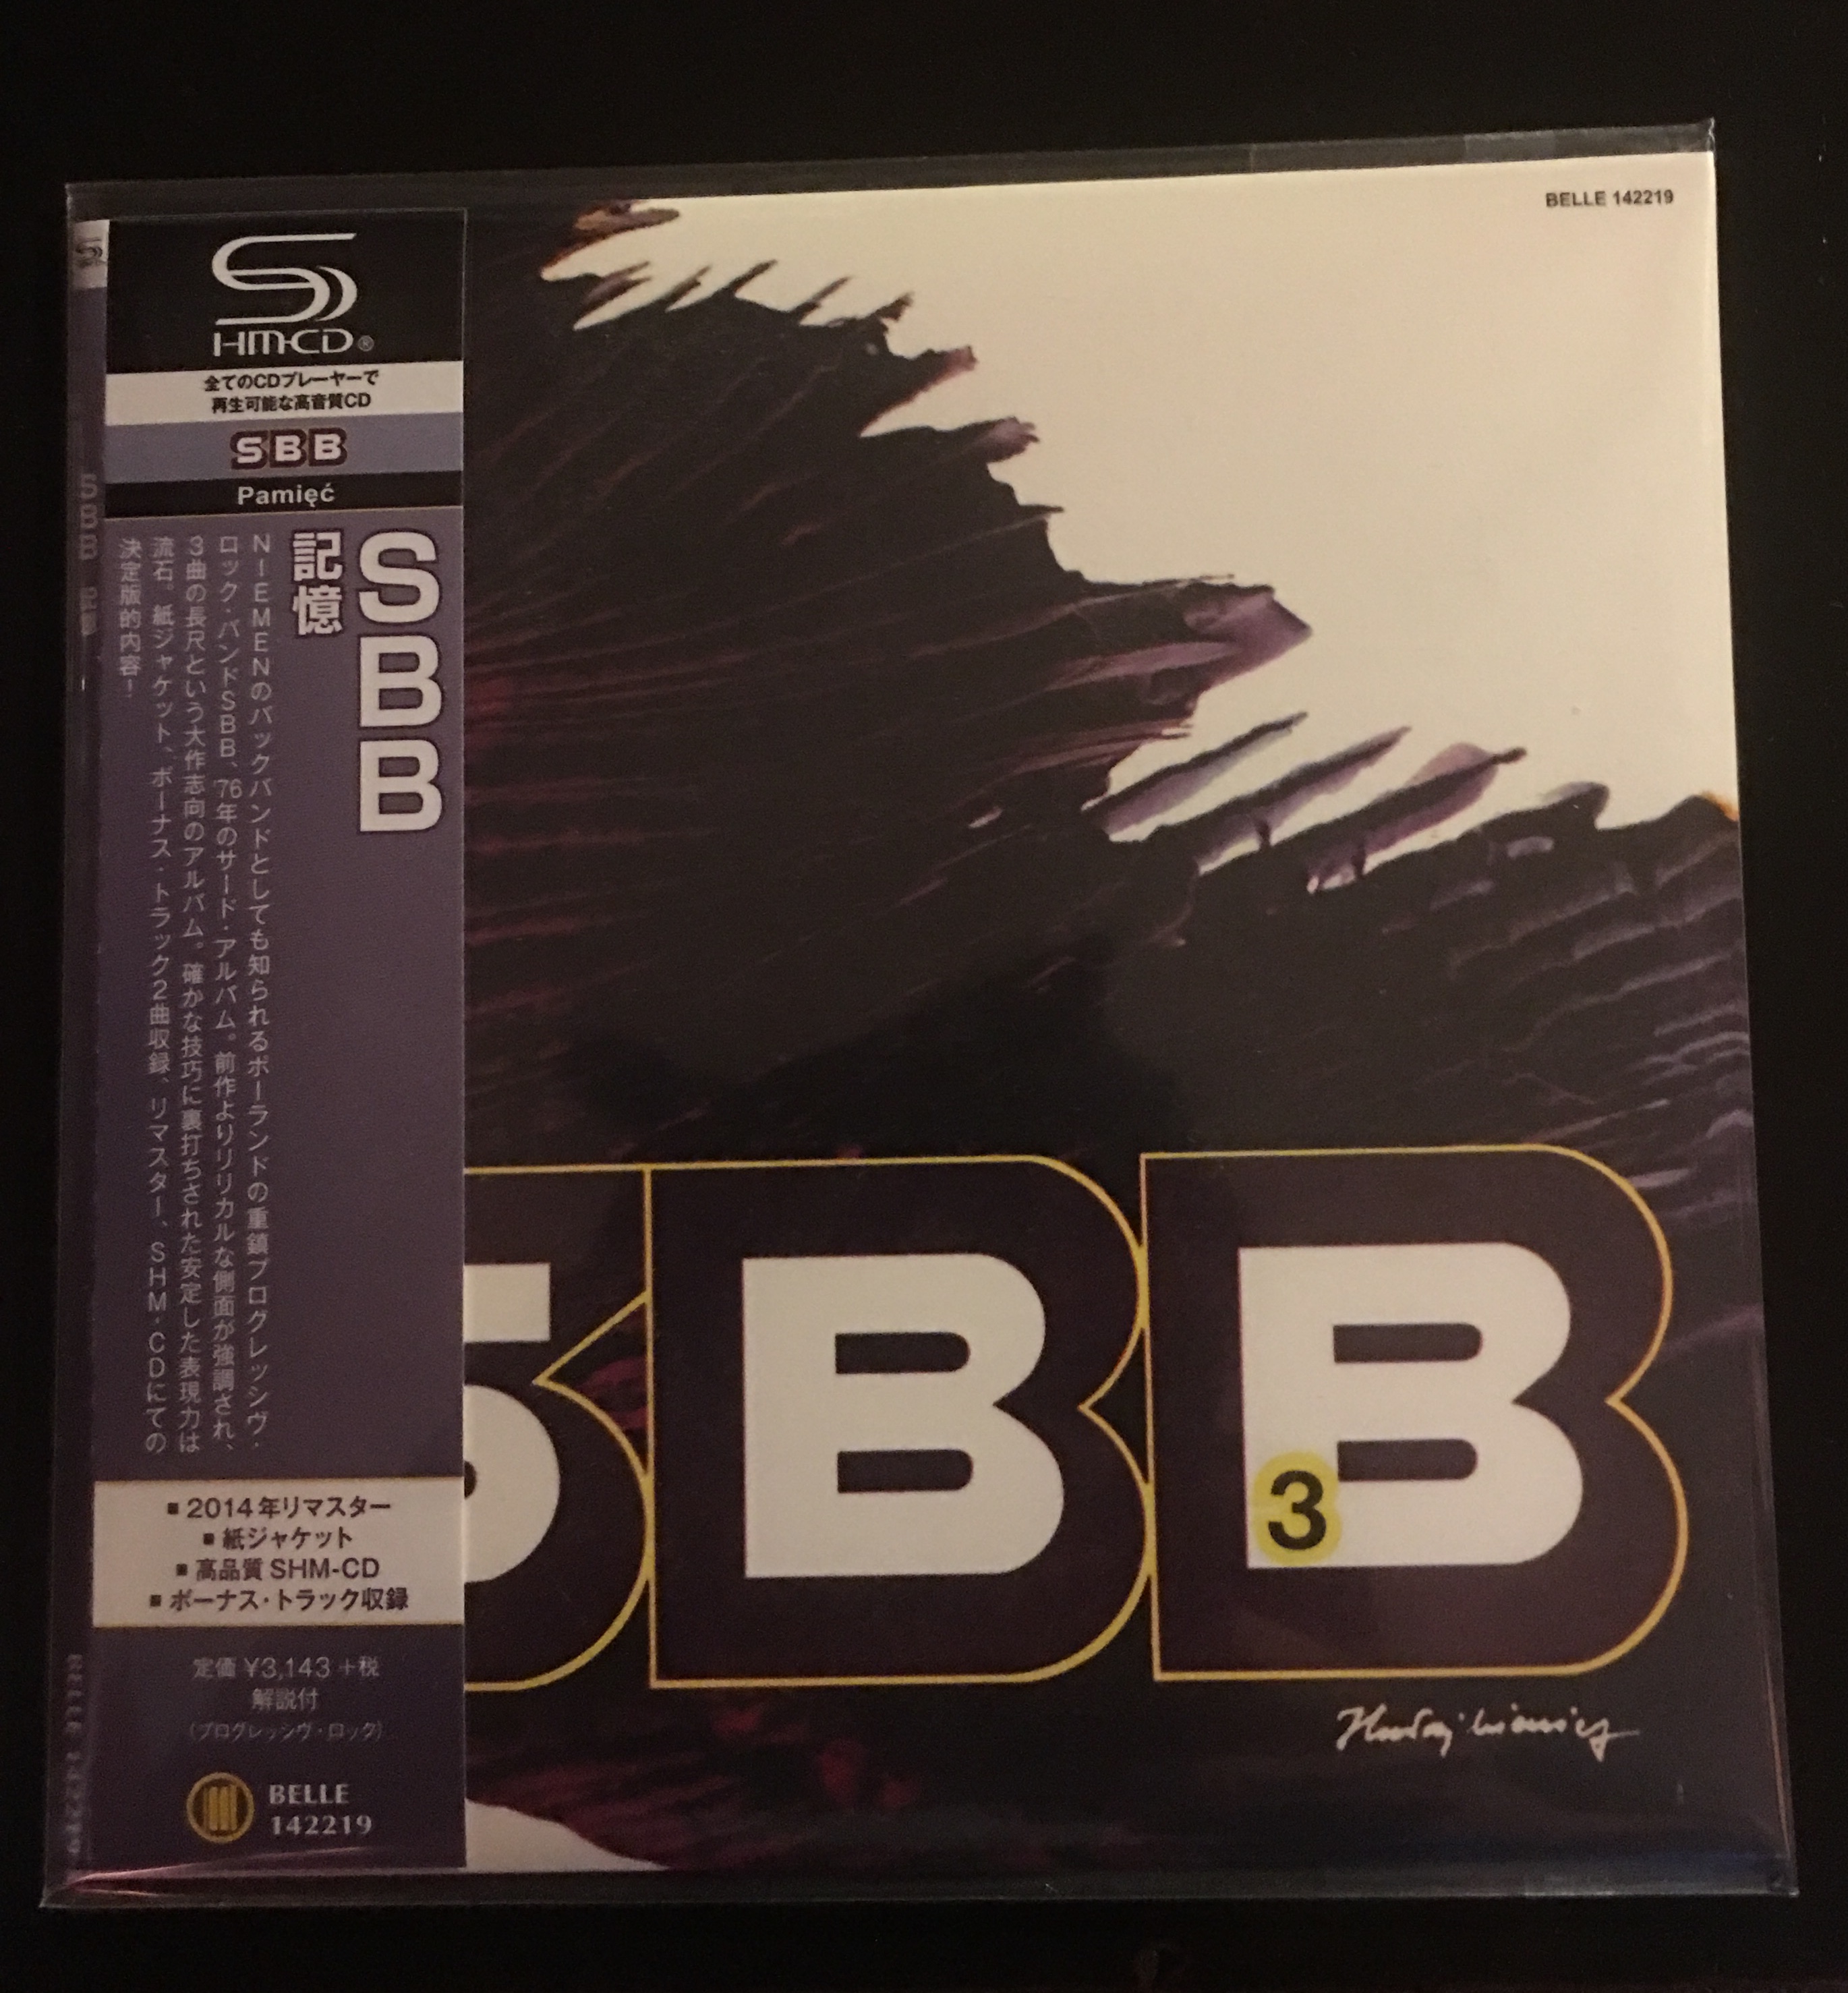 BELLE 142219
SHM-CD®
全てのCDプレーヤーで
再生可能な高音質CD
SBB
Pamięć
SBB
記憶
NIEMENのバックバンドとしても知られるポーランドの重鎮プログレッシヴ・
ロック・バンドSBB、'76年のサード・アルバム。前作よりリリカルな側面が強調され、
3曲の長尺という大作志向のアルバム。確かな技巧に裏打ちされた安定した表現力は
流石。紙ジャケット、ボーナス・トラック2曲収録、リマスター、SHM-CDにての
決定版的内容！
■2014年リマスター
■紙ジャケット
■高品質SHM-CD
■ボーナス・トラック収録
定価 ¥3,143 +税
解説付
(プログレッシヴ・ロック)
BELLE
142219
SBB 記憶
BELLE 142219
SBB
3